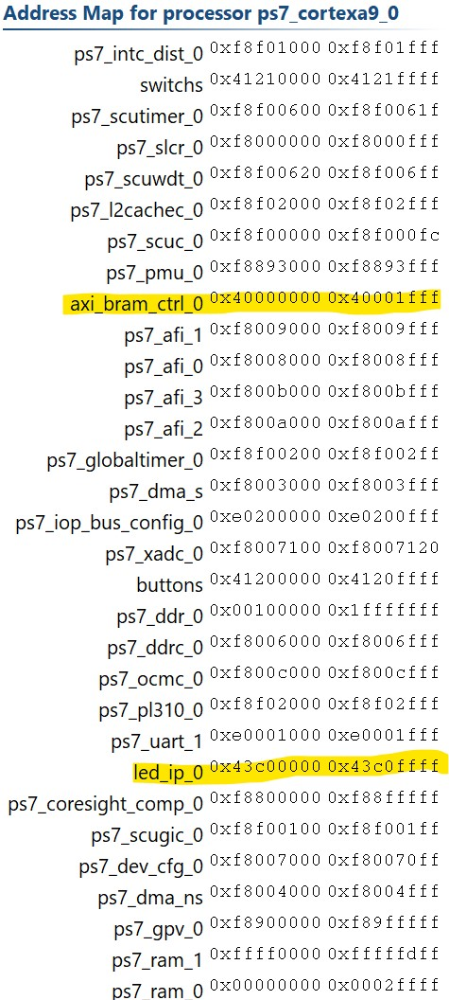 Address Map for processor ps7_cortexa9_0
ps7_intc_dist_0 0xf8f01000 0xf8f01fff
switchs 0x41210000 0x4121ffff
ps7_scutimer_0 0xf8f00600 0xf8f0061f
ps7_slcr_0 0xf8000000 0xf8000fff
ps7_scuwdt_0 0xf8f00620 0xf8f006ff
ps7_l2cachec_0 0xf8f02000 0xf8f02fff
ps7_scuc_0 0xf8f00000 0xf8f000fc
ps7_pmu_0 0xf8893000 0xf8893fff
axi_bram_ctrl_0 0x40000000 0x40001fff
ps7_afi_1 0xf8009000 0xf8009fff
ps7_afi_0 0xf8008000 0xf8008fff
ps7_afi_3 0xf800b000 0xf800bfff
ps7_afi_2 0xf800a000 0xf800afff
ps7_globaltimer_0 0xf8f00200 0xf8f002ff
ps7_dma_s 0xf8003000 0xf8003fff
ps7_iop_bus_config_0 0xe0200000 0xe0200fff
ps7_xadc_0 0xf8007100 0xf8007120
buttons 0x41200000 0x4120ffff
ps7_ddr_0 0x00100000 0x1fffffff
ps7_ddrc_0 0xf8006000 0xf8006fff
ps7_ocmc_0 0xf800c000 0xf800cfff
ps7_pl310_0 0xf8f02000 0xf8f02fff
ps7_uart_1 0xe0001000 0xe0001fff
led_ip_0 0x43c00000 0x43c0ffff
ps7_coresight_comp_0 0xf8800000 0xf88fffff
ps7_scugic_0 0xf8f00100 0xf8f001ff
ps7_dev_cfg_0 0xf8007000 0xf80070ff
ps7_dma_ns 0xf8004000 0xf8004fff
ps7_gpv_0 0xf8900000 0xf89fffff
ps7_ram_1 0xffff0000 0xfffffdff
ps7_ram_0 0x00000000 0x0002ffff